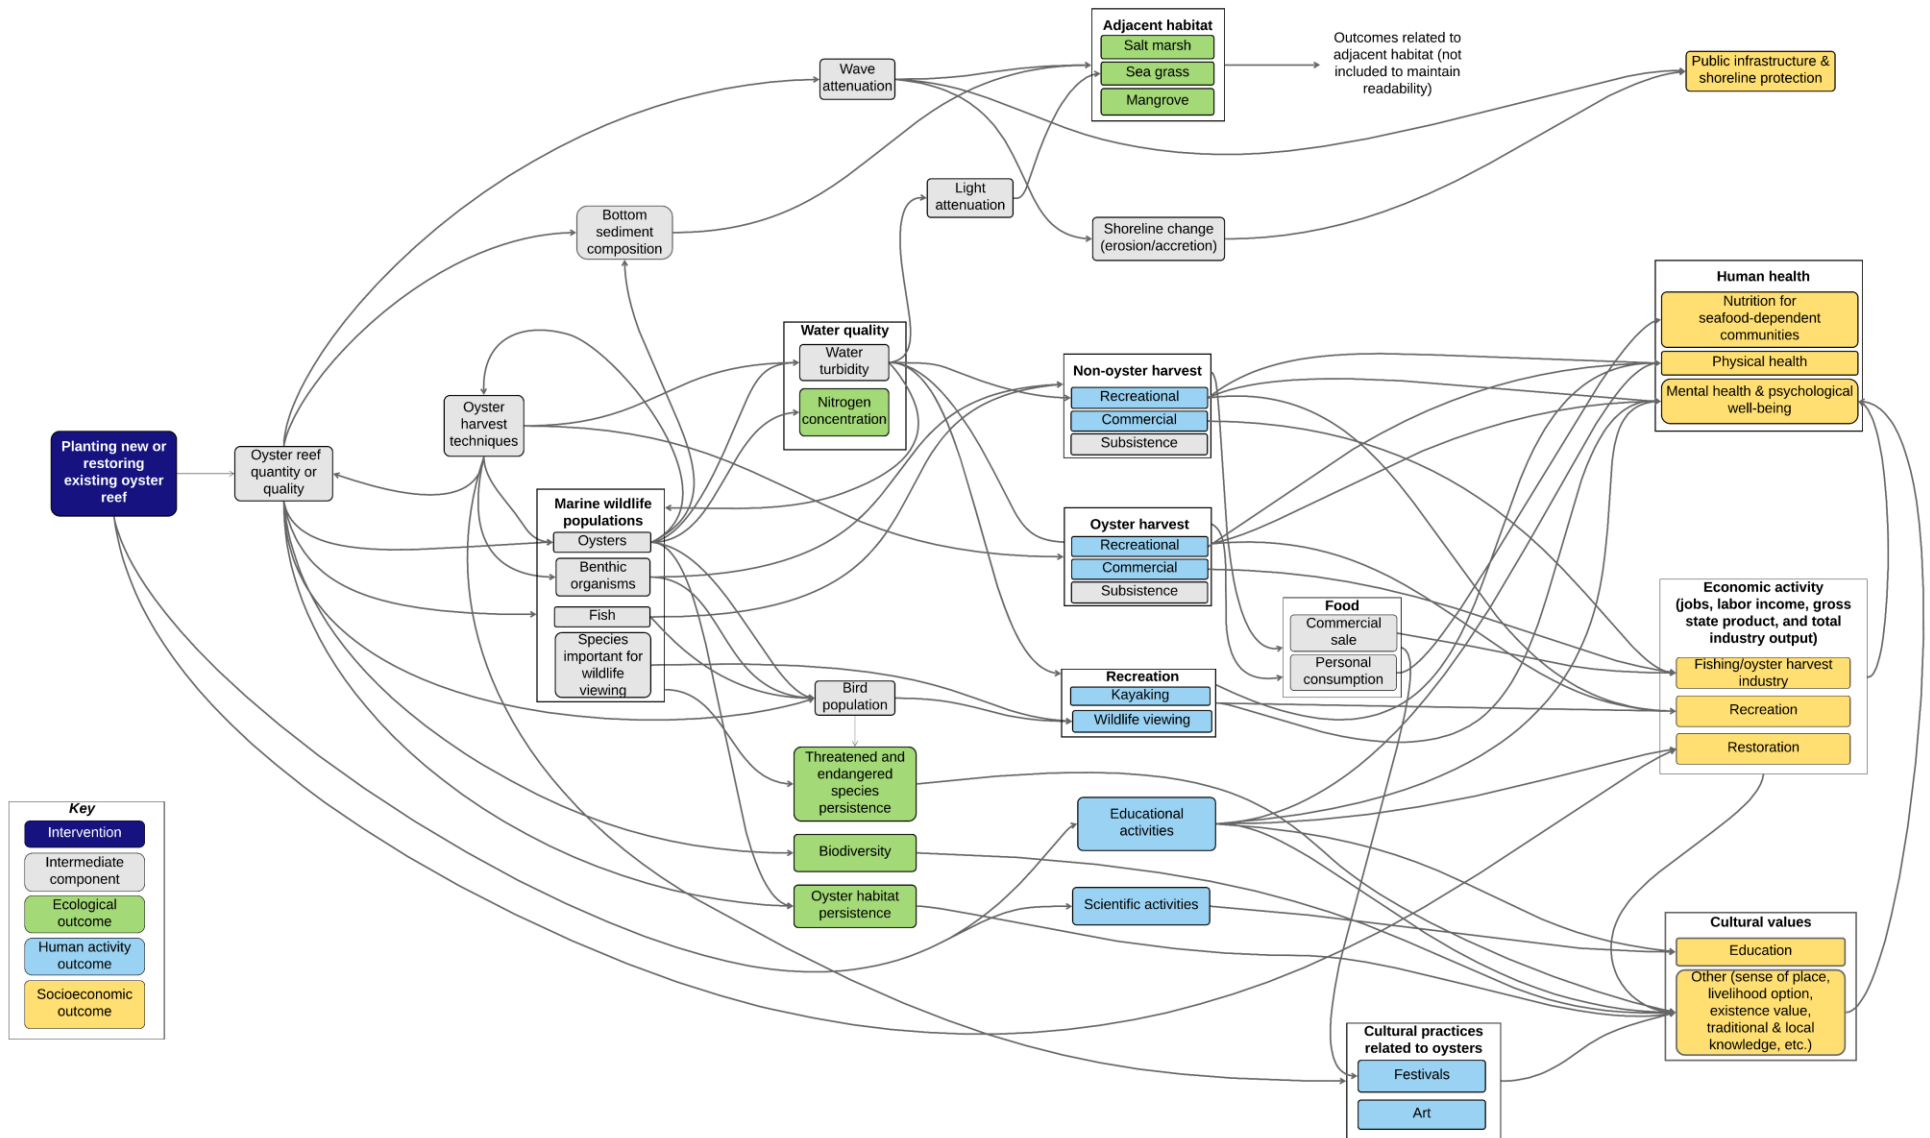 Adjacent habitat
Salt marsh
Sea grass
Mangrove
Outcomes related to
adjacent habitat (not
included to maintain
readability)
Public infrastructure &
shoreline protection
Wave
attenuation
Light
attenuation
Bottom
sediment
composition
Shoreline change
(erosion/accretion)
Human health
Nutrition for
seafood-dependent
communities
Physical health
Mental health & psychological
well-being
Water quality
Water
turbidity
Nitrogen
concentration
Non-oyster harvest
Recreational
Commercial
Subsistence
Oyster
harvest
techniques
Planting new or
restoring
existing oyster
reef
Oyster reef
quantity or
quality
Marine wildlife
populations
Oysters
Benthic
organisms
Fish
Species
important for
wildlife
viewing
Oyster harvest
Recreational
Commercial
Subsistence
Food
Commercial
sale
Personal
consumption
Economic activity
(jobs, labor income, gross
state product, and total
industry output)
Fishing/oyster harvest
industry
Recreation
Restoration
Bird
population
Recreation
Kayaking
Wildlife viewing
Threatened and
endangered
species
persistence
Biodiversity
Oyster habitat
persistence
Educational
activities
Scientific activities
Cultural values
Education
Other (sense of place,
livelihood option,
existence value,
traditional & local
knowledge, etc.)
Cultural practices
related to oysters
Festivals
Art
Key
Intervention
Intermediate
component
Ecological
outcome
Human activity
outcome
Socioeconomic
outcome